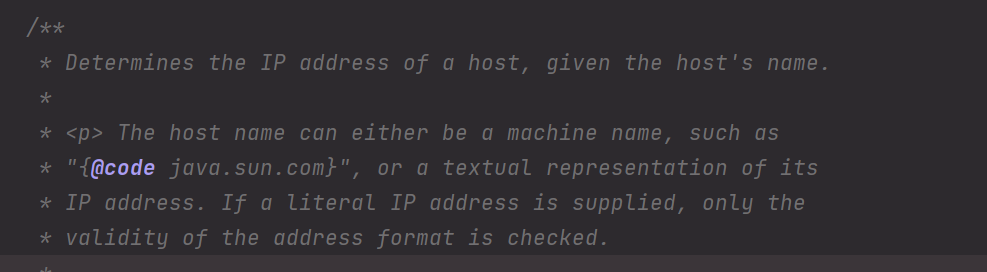 /**
* Determines the IP address of a host, given the host's name.
*
* <p> The host name can either be a machine name, such as
* "{@code java.sun.com}", or a textual representation of its
* IP address. If a literal IP address is supplied, only the
* validity of the address format is checked.
*